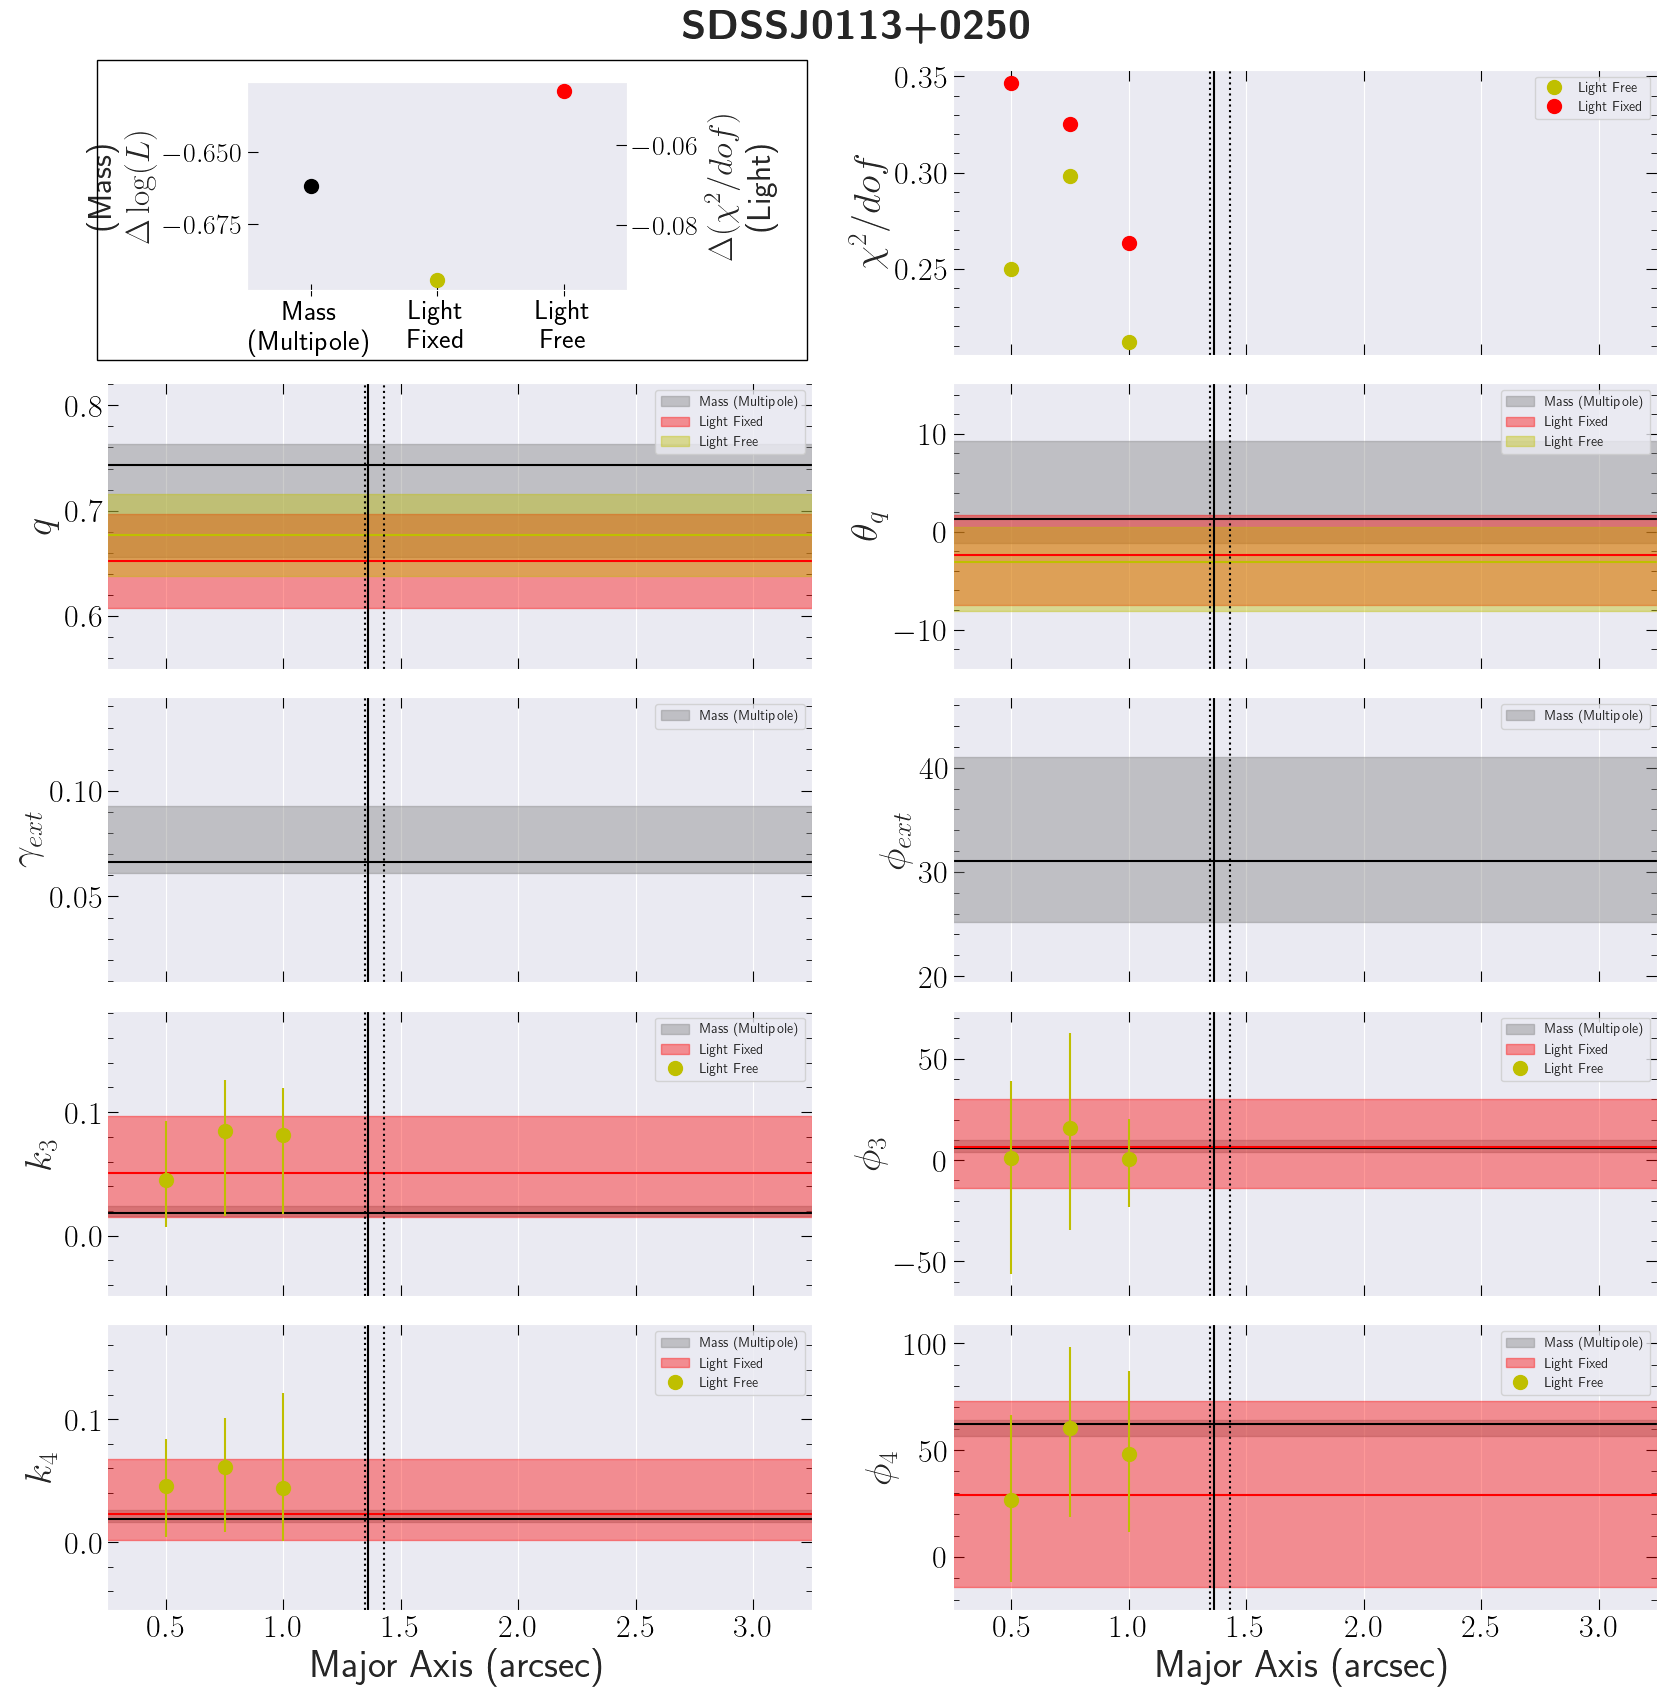 SDSSJ0113+0250
(Mass)
Δ log(L)
−0.650
−0.675
−0.06
−0.08
Δ(χ²/dof)
(Light)
Mass
(Multipole)
Light
Fixed
Light
Free
χ²/dof
0.35
0.30
0.25
Light Free
Light Fixed
q
0.8
0.7
0.6
Mass (Multipole)
Light Fixed
Light Free
θ_q
10
0
−10
Mass (Multipole)
Light Fixed
Light Free
γ_ext
0.10
0.05
Mass (Multipole)
ϕ_ext
40
30
20
Mass (Multipole)
k_3
0.1
0.0
Mass (Multipole)
Light Fixed
Light Free
ϕ_3
50
0
−50
Mass (Multipole)
Light Fixed
Light Free
k_4
0.1
0.0
Mass (Multipole)
Light Fixed
Light Free
0.5 1.0 1.5 2.0 2.5 3.0
Major Axis (arcsec)
ϕ_4
100
50
0
Mass (Multipole)
Light Fixed
Light Free
0.5 1.0 1.5 2.0 2.5 3.0
Major Axis (arcsec)